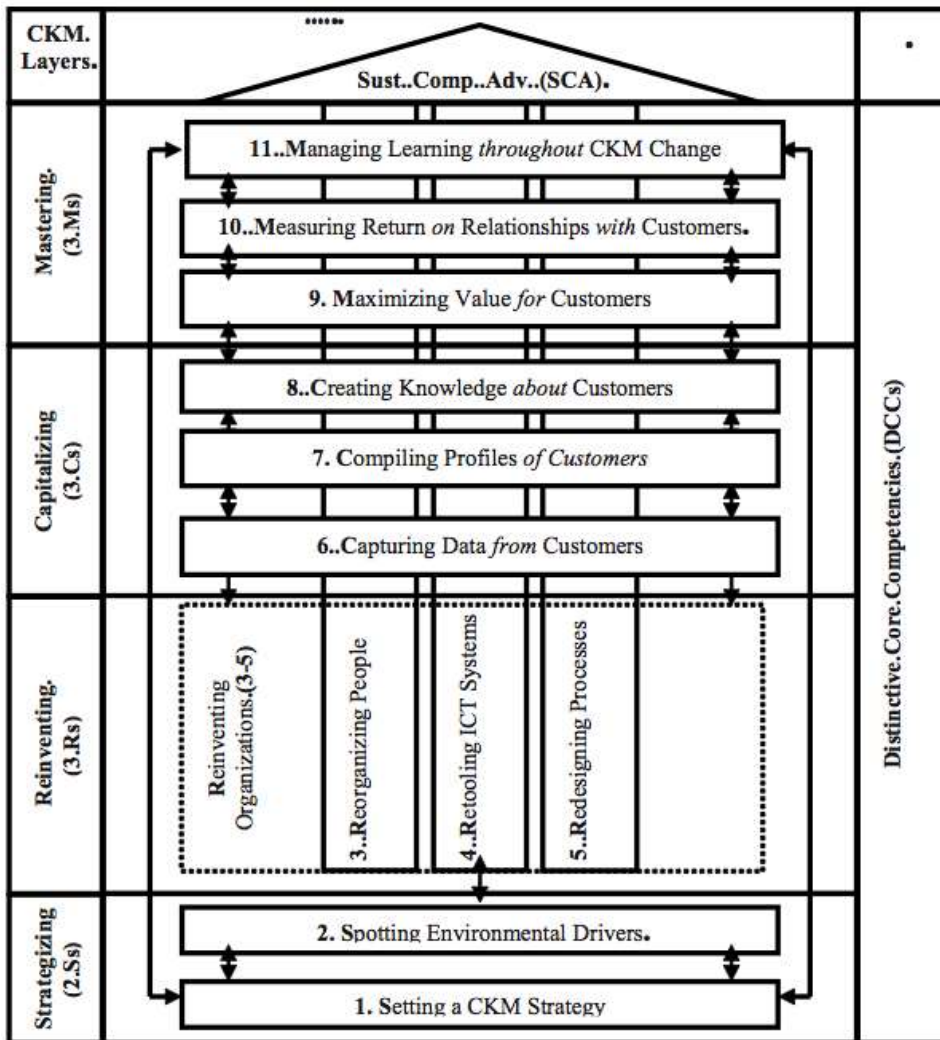 CKM.
Layers.
......
.
Sust..Comp..Adv..(SCA).
Mastering.
(3.Ms)
11..Managing Learning throughout CKM Change
10..Measuring Return on Relationships with Customers.
9. Maximizing Value for Customers
Capitalizing
(3.Cs)
8..Creating Knowledge about Customers
7. Compiling Profiles of Customers
6..Capturing Data from Customers
Reinventing.
(3.Rs)
Reinventing
Organizations.(3-5)
3..Reorganizing People
4..Retooling ICT Systems
5..Redesigning Processes
Strategizing
(2.Ss)
2. Spotting Environmental Drivers.
1. Setting a CKM Strategy
Distinctive.Core.Competencies.(DCCs)